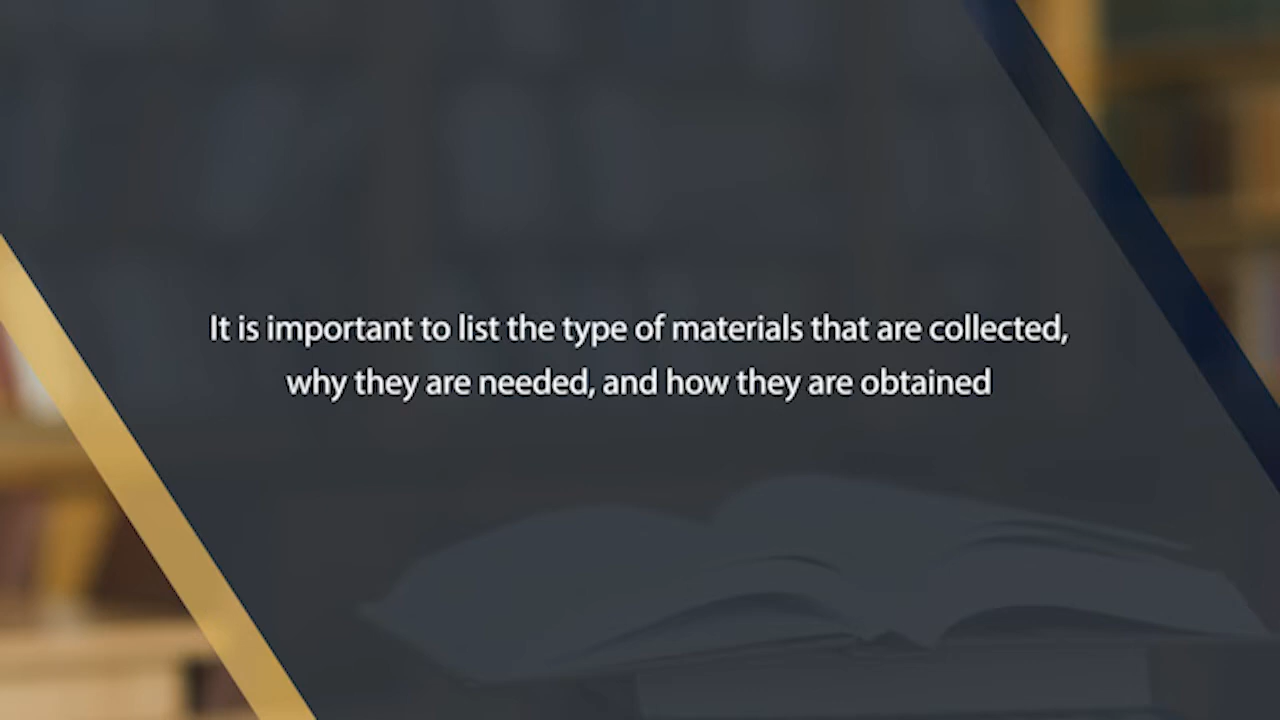 It is important to list the type of materials that are collected,
why they are needed, and how they are obtained